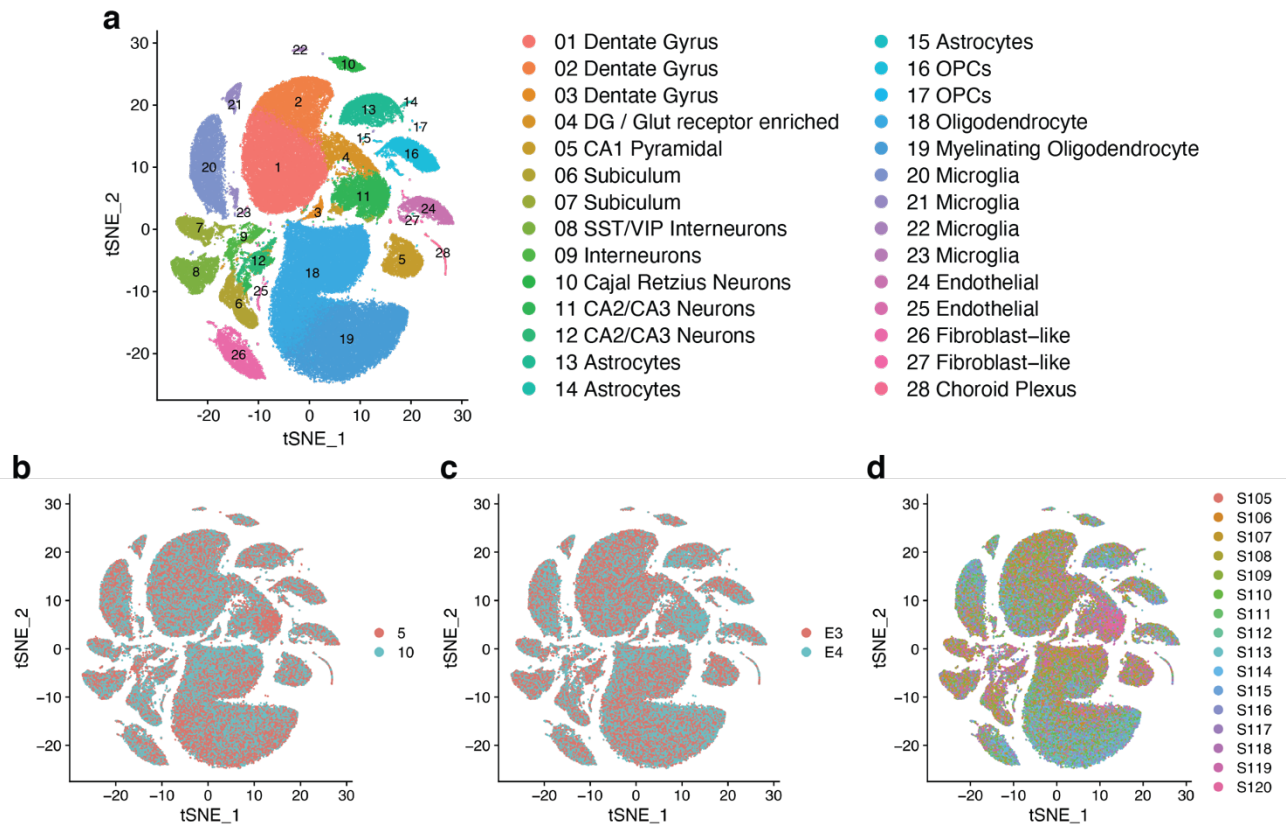 a
30
20
10
0
-10
-20
tSNE_2
-20
-10
0
10
20
30
tSNE_1
22
10
21
2
13
14
17
15
16
20
1
4
11
23
3
24
27
7
9
28
12
18
5
8
25
6
19
26
01 Dentate Gyrus
02 Dentate Gyrus
03 Dentate Gyrus
04 DG / Glut receptor enriched
05 CA1 Pyramidal
06 Subiculum
07 Subiculum
08 SST/VIP Interneurons
09 Interneurons
10 Cajal Retzius Neurons
11 CA2/CA3 Neurons
12 CA2/CA3 Neurons
13 Astrocytes
14 Astrocytes
15 Astrocytes
16 OPCs
17 OPCs
18 Oligodendrocyte
19 Myelinating Oligodendrocyte
20 Microglia
21 Microglia
22 Microglia
23 Microglia
24 Endothelial
25 Endothelial
26 Fibroblast−like
27 Fibroblast−like
28 Choroid Plexus
b
30
20
10
0
−10
−20
tSNE_2
−20
−10
0
10
20
30
tSNE_1
5
10
c
30
20
10
0
−10
−20
tSNE_2
−20
−10
0
10
20
30
tSNE_1
E3
E4
d
30
20
10
0
−10
−20
tSNE_2
−20
−10
0
10
20
30
tSNE_1
S105
S106
S107
S108
S109
S110
S111
S112
S113
S114
S115
S116
S117
S118
S119
S120